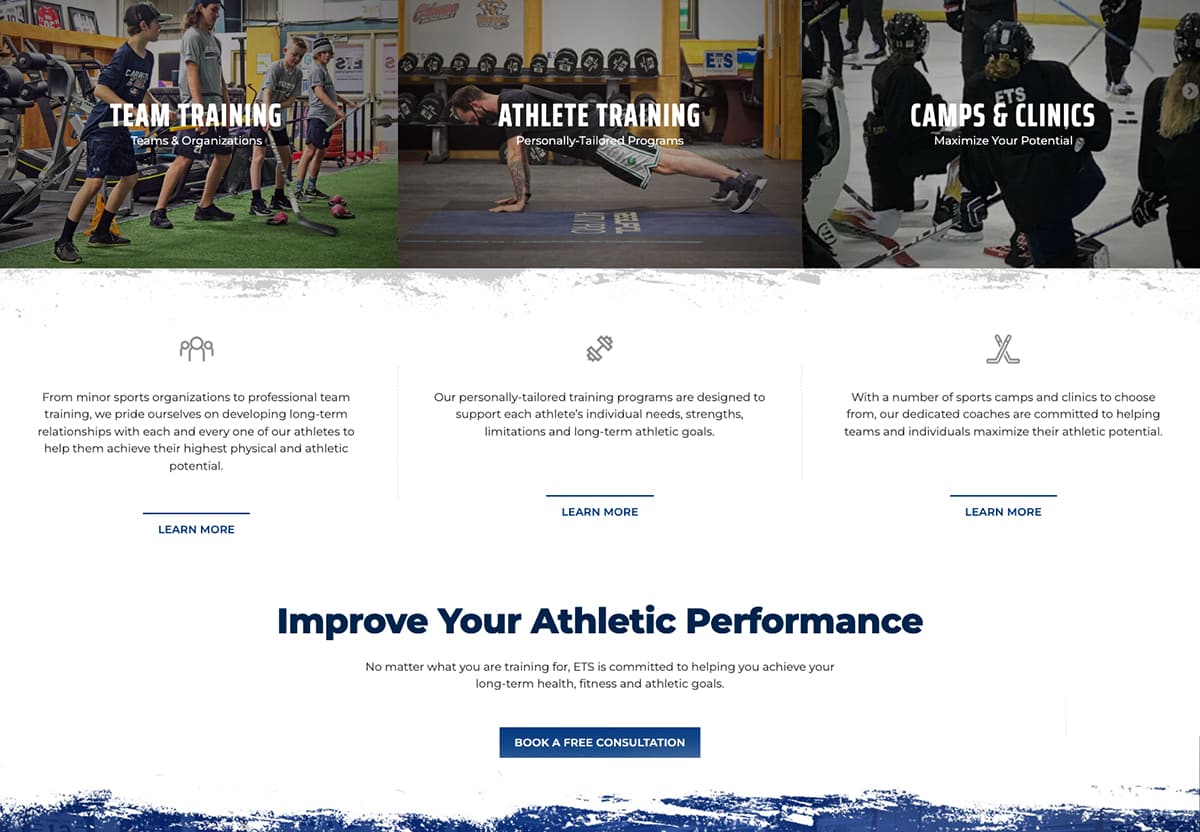 TEAM TRAINING
Teams & Organizations
ATHLETE TRAINING
Personally-Tailored Programs
CAMPS & CLINICS
Maximize Your Potential
ETS
ETS
From minor sports organizations to professional team
training, we pride ourselves on developing long-term
relationships with each and every one of our athletes to
help them achieve their highest physical and athletic
potential.
LEARN MORE
Our personally-tailored training programs are designed to
support each athlete’s individual needs, strengths,
limitations and long-term athletic goals.
LEARN MORE
With a number of sports camps and clinics to choose
from, our dedicated coaches are committed to helping
teams and individuals maximize their athletic potential.
LEARN MORE
Improve Your Athletic Performance
No matter what you are training for, ETS is committed to helping you achieve your
long-term health, fitness and athletic goals.
BOOK A FREE CONSULTATION